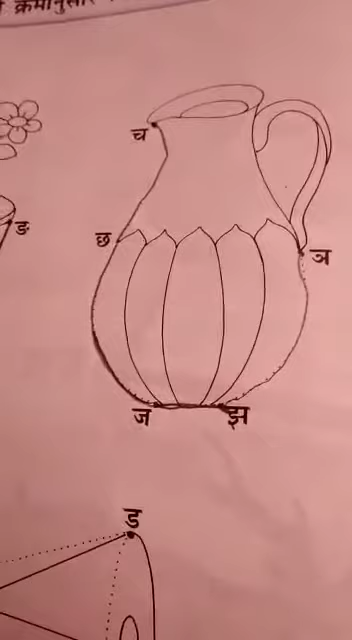 क्रमानुसार
च
ङ
छ
ञ
ज
झ
ड